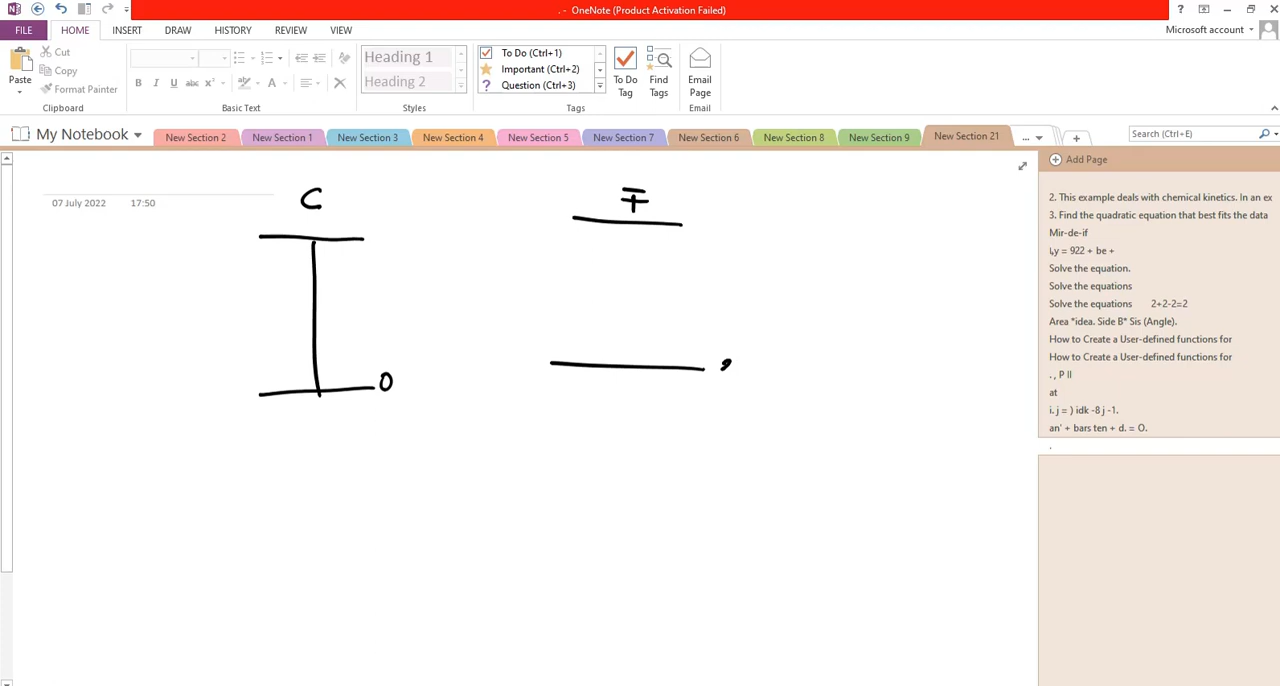 . - OneNote (Product Activation Failed)
?
FILE HOME INSERT DRAW HISTORY REVIEW VIEW
Microsoft account
Paste
Cut
Copy
Format Painter
Clipboard
B I U abc x² A
Basic Text
Heading 1
Heading 2
Styles
To Do (Ctrl+1)
Important (Ctrl+2)
? Question (Ctrl+3)
To Do Tag
Find Tags
Tags
Email Page
Email
My Notebook
New Section 2 New Section 1 New Section 3 New Section 4 New Section 5 New Section 7 New Section 6 New Section 8 New Section 9 New Section 21 ... +
Search (Ctrl+E)
07 July 2022 17:50
C
F
0
,
Add Page
2. This example deals with chemical kinetics. In an ex
3. Find the quadratic equation that best fits the data
Mir-de-if
i,y = 922 + be +
Solve the equation.
Solve the equations
Solve the equations 2+2-2=2
Area *idea. Side B* Sis (Angle).
How to Create a User-defined functions for
How to Create a User-defined functions for
. , P II
at
i. j = ) idk -8 j -1.
an' + bars ten + d. = O.
.